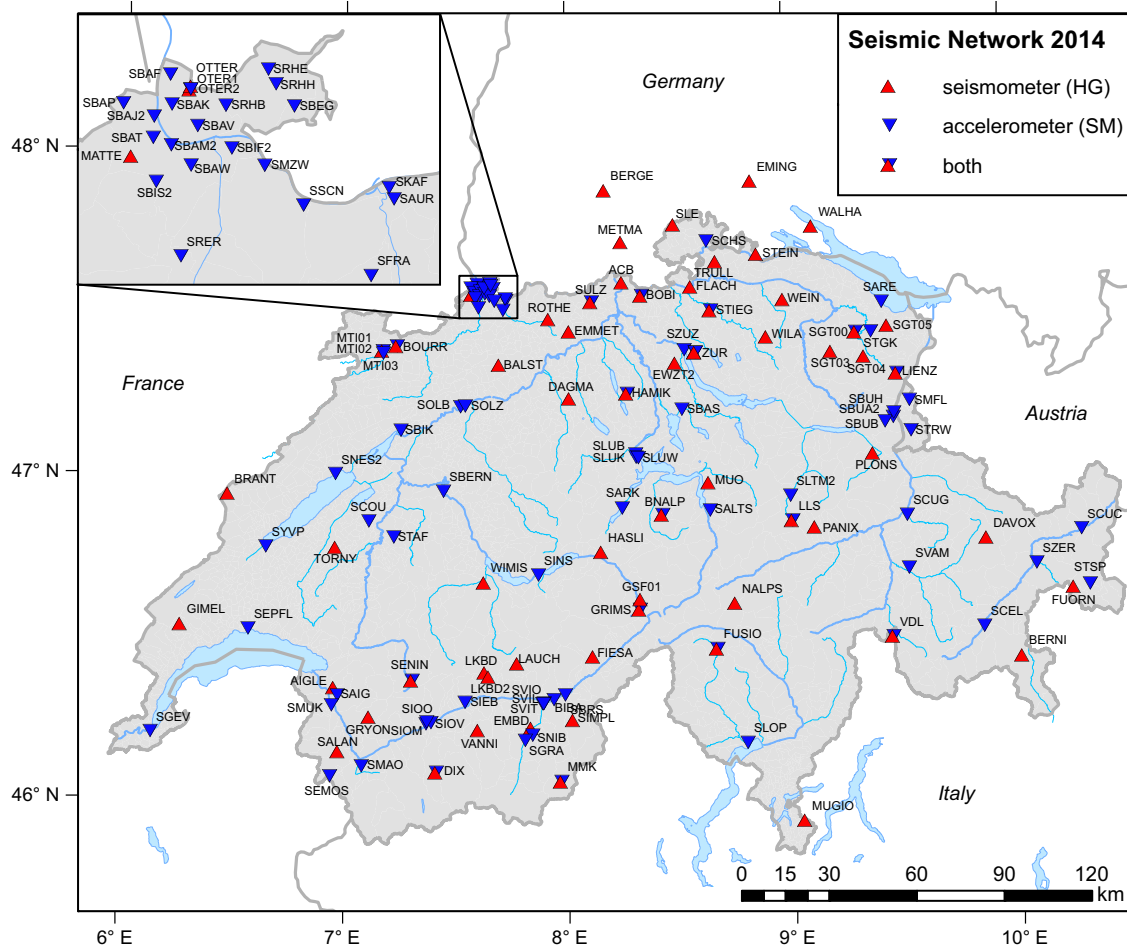 Seismic Network 2014
seismometer (HG)
accelerometer (SM)
both
OTTER
SBAF
OTER1
OTER2
SRHE
SRHH
SBAP
SBAK
SRHB
SBEG
SBAJ2
SBAV
SBAT
SBAM2
SBIF2
MATTE
SBAW
SMZW
SBIS2
SSCN
SKAF
SAUR
SRER
SFRA
Germany
France
Austria
Italy
48° N
47° N
46° N
BERGE
EMING
METMA
SLE
WALHA
SCHS
STEIN
ACB
TRULL
FLACH
SULZ
BOBI
SARE
ROTHE
STIEG
WEIN
EMMET
SZUZ
ZUR
WILA
SGT00
SGT05
STGK
MTI01
MTI02
MTI03
BOURR
BALST
EWZT2
SGT03
SGT04
LIENZ
DAGMA
HAMIK
SOLB
SOLZ
SBAS
SBUH
SMFL
SBUA2
SBUB
STRW
SBIK
SLUB
SLUK
SLUW
PLONS
SNES2
SBERN
BRANT
MUO
SLTM2
SCOU
SARK
BNALP
SALTS
LLS
PANIX
SCUG
DAVOX
SCUC
SYVP
STAF
TORNY
HASLI
SVAM
SZER
STSP
WIMIS
SINS
FUORN
GSF01
GRIMS
NALPS
GIMEL
SEPFL
SCEL
VDL
FUSIO
BERNI
FIESA
LAUCH
LKBD
SENIN
LKBD2
AIGLE
SAIG
SMUK
SIEB
SVIO
SVIL
SVIT
BIBA
SBRS
SIMPL
SGEV
GRYON
SIOO
SIOM
SIOV
EMBD
SNIB
SGRA
VANNI
SALAN
SMAO
DIX
MMK
SEMOS
SLOP
MUGIO
0 15 30 60 90 120
km
6° E 7° E 8° E 9° E 10° E